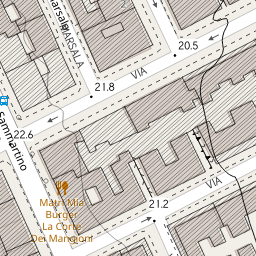 Marsala
MARSALA
20.5
VIA
21.8
22.6
Sammartino
VIA
Mam Mia
Burger
La Corte
Dei Mangioni
21.2